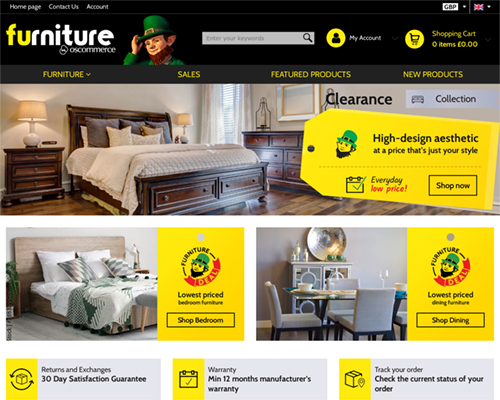 Home page Contact Us Account
GBP
furniture
by oscommerce
Enter your keywords
My Account
Shopping Cart
0 items £0.00
FURNITURE
SALES
FEATURED PRODUCTS
NEW PRODUCTS
Clearance
Collection
High-design aesthetic
at a price that's just your style
Everyday
low price!
Shop now
FURNITURE
DEAL!
Lowest priced
bedroom furniture
Shop Bedroom
FURNITURE
DEAL!
Lowest priced
dining furniture
Shop Dining
Returns and Exchanges
30 Day Satisfaction Guarantee
Warranty
Min 12 months manufacturer's
warranty
Track your order
Check the current status of your
order